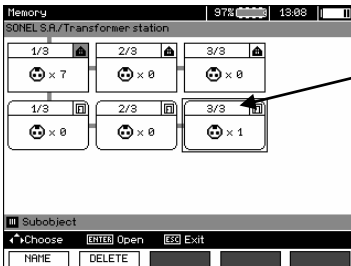 Memory 97% 13:08
SONEL S.A./Transformer station
1/3 2/3 3/3
× 7 × 0 × 0
1/3 2/3 3/3
× 0 × 0 × 1
Subobject
Choose ENTER Open ESC Exit
NAME DELETE